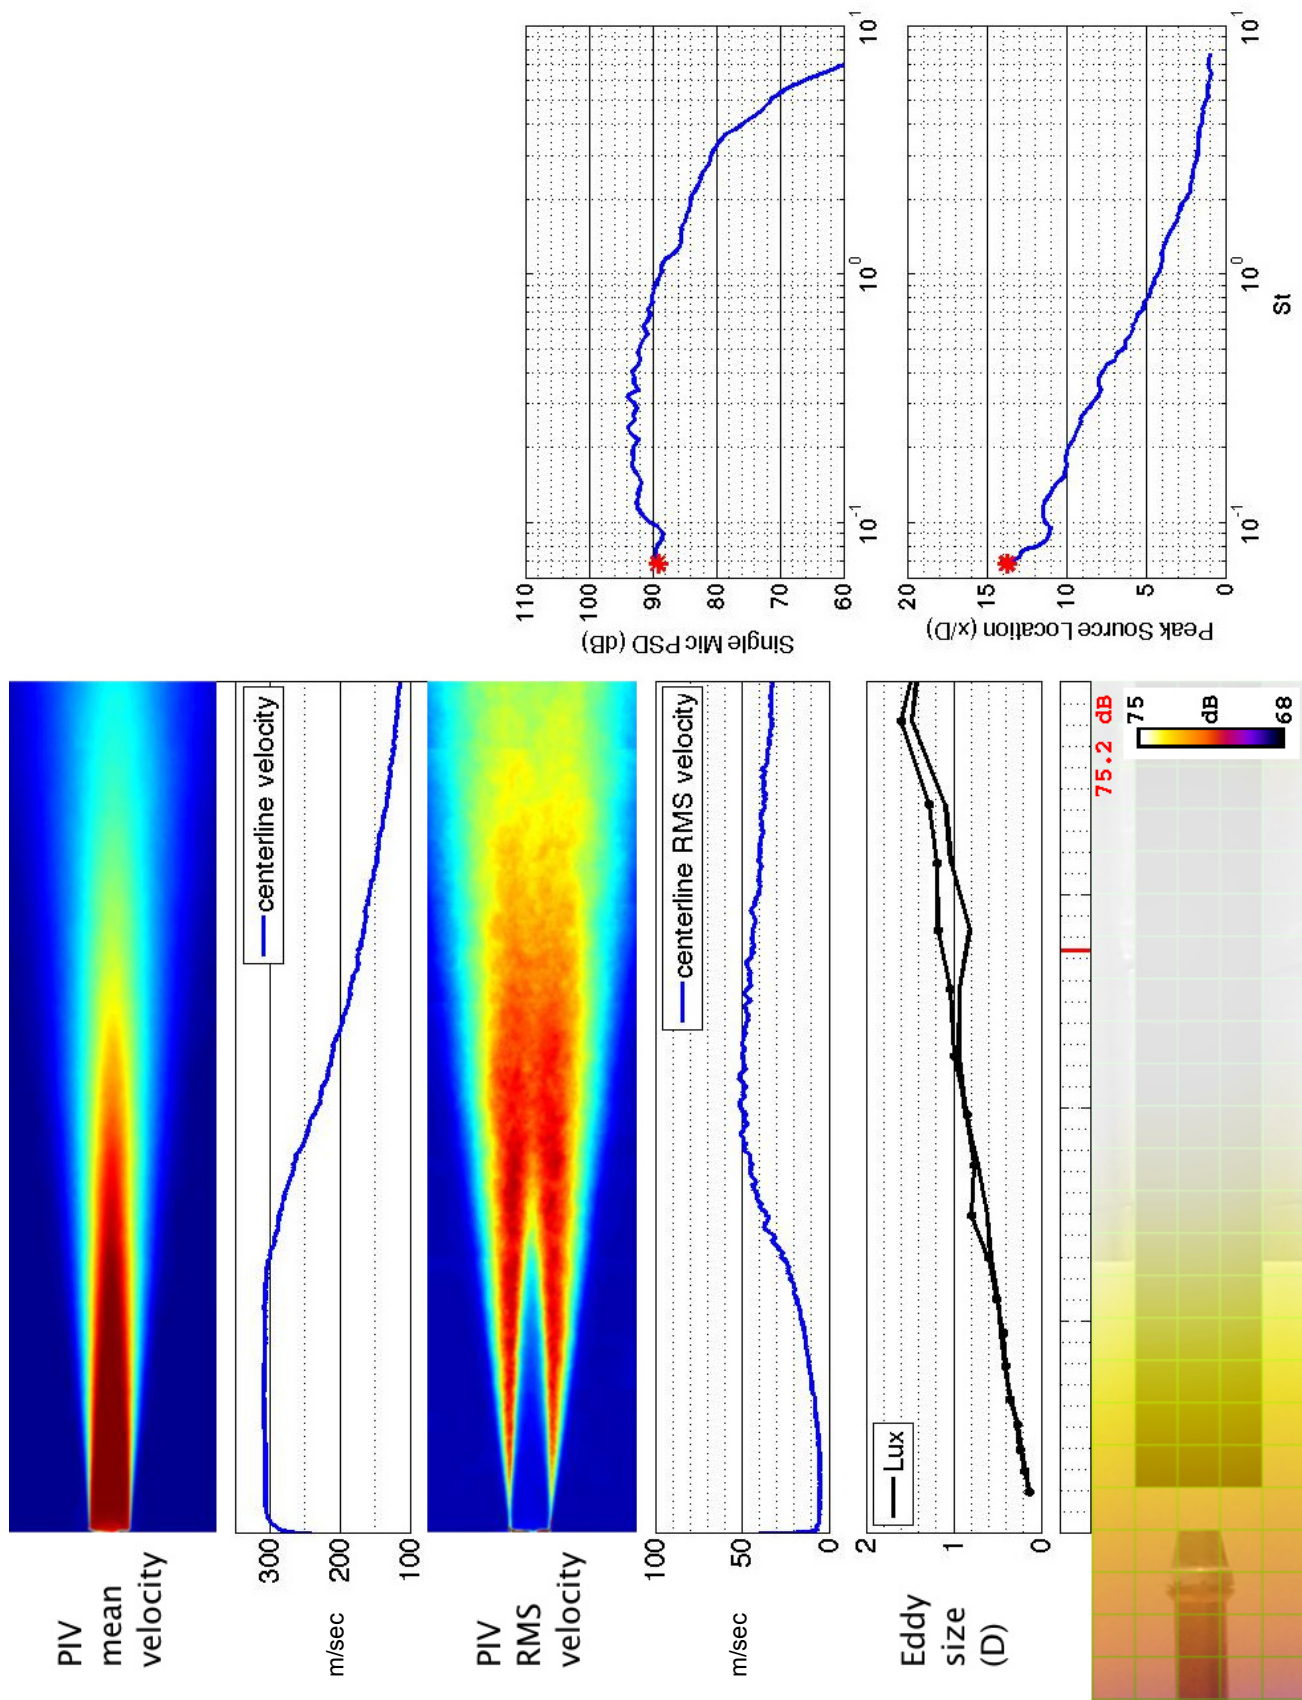 PIV
mean
velocity
300
200
100
m/sec
centerline velocity
PIV
RMS
velocity
100
50
0
m/sec
centerline RMS velocity
Eddy
size
(D)
2
1
0
Lux
75.2 dB
75
dB
68
110
100
90
80
70
60
Single Mic PSD (dB)
10^-1
10^0
10^1
20
15
10
5
0
Peak Source Location (x/D)
10^-1
10^0
10^1
St